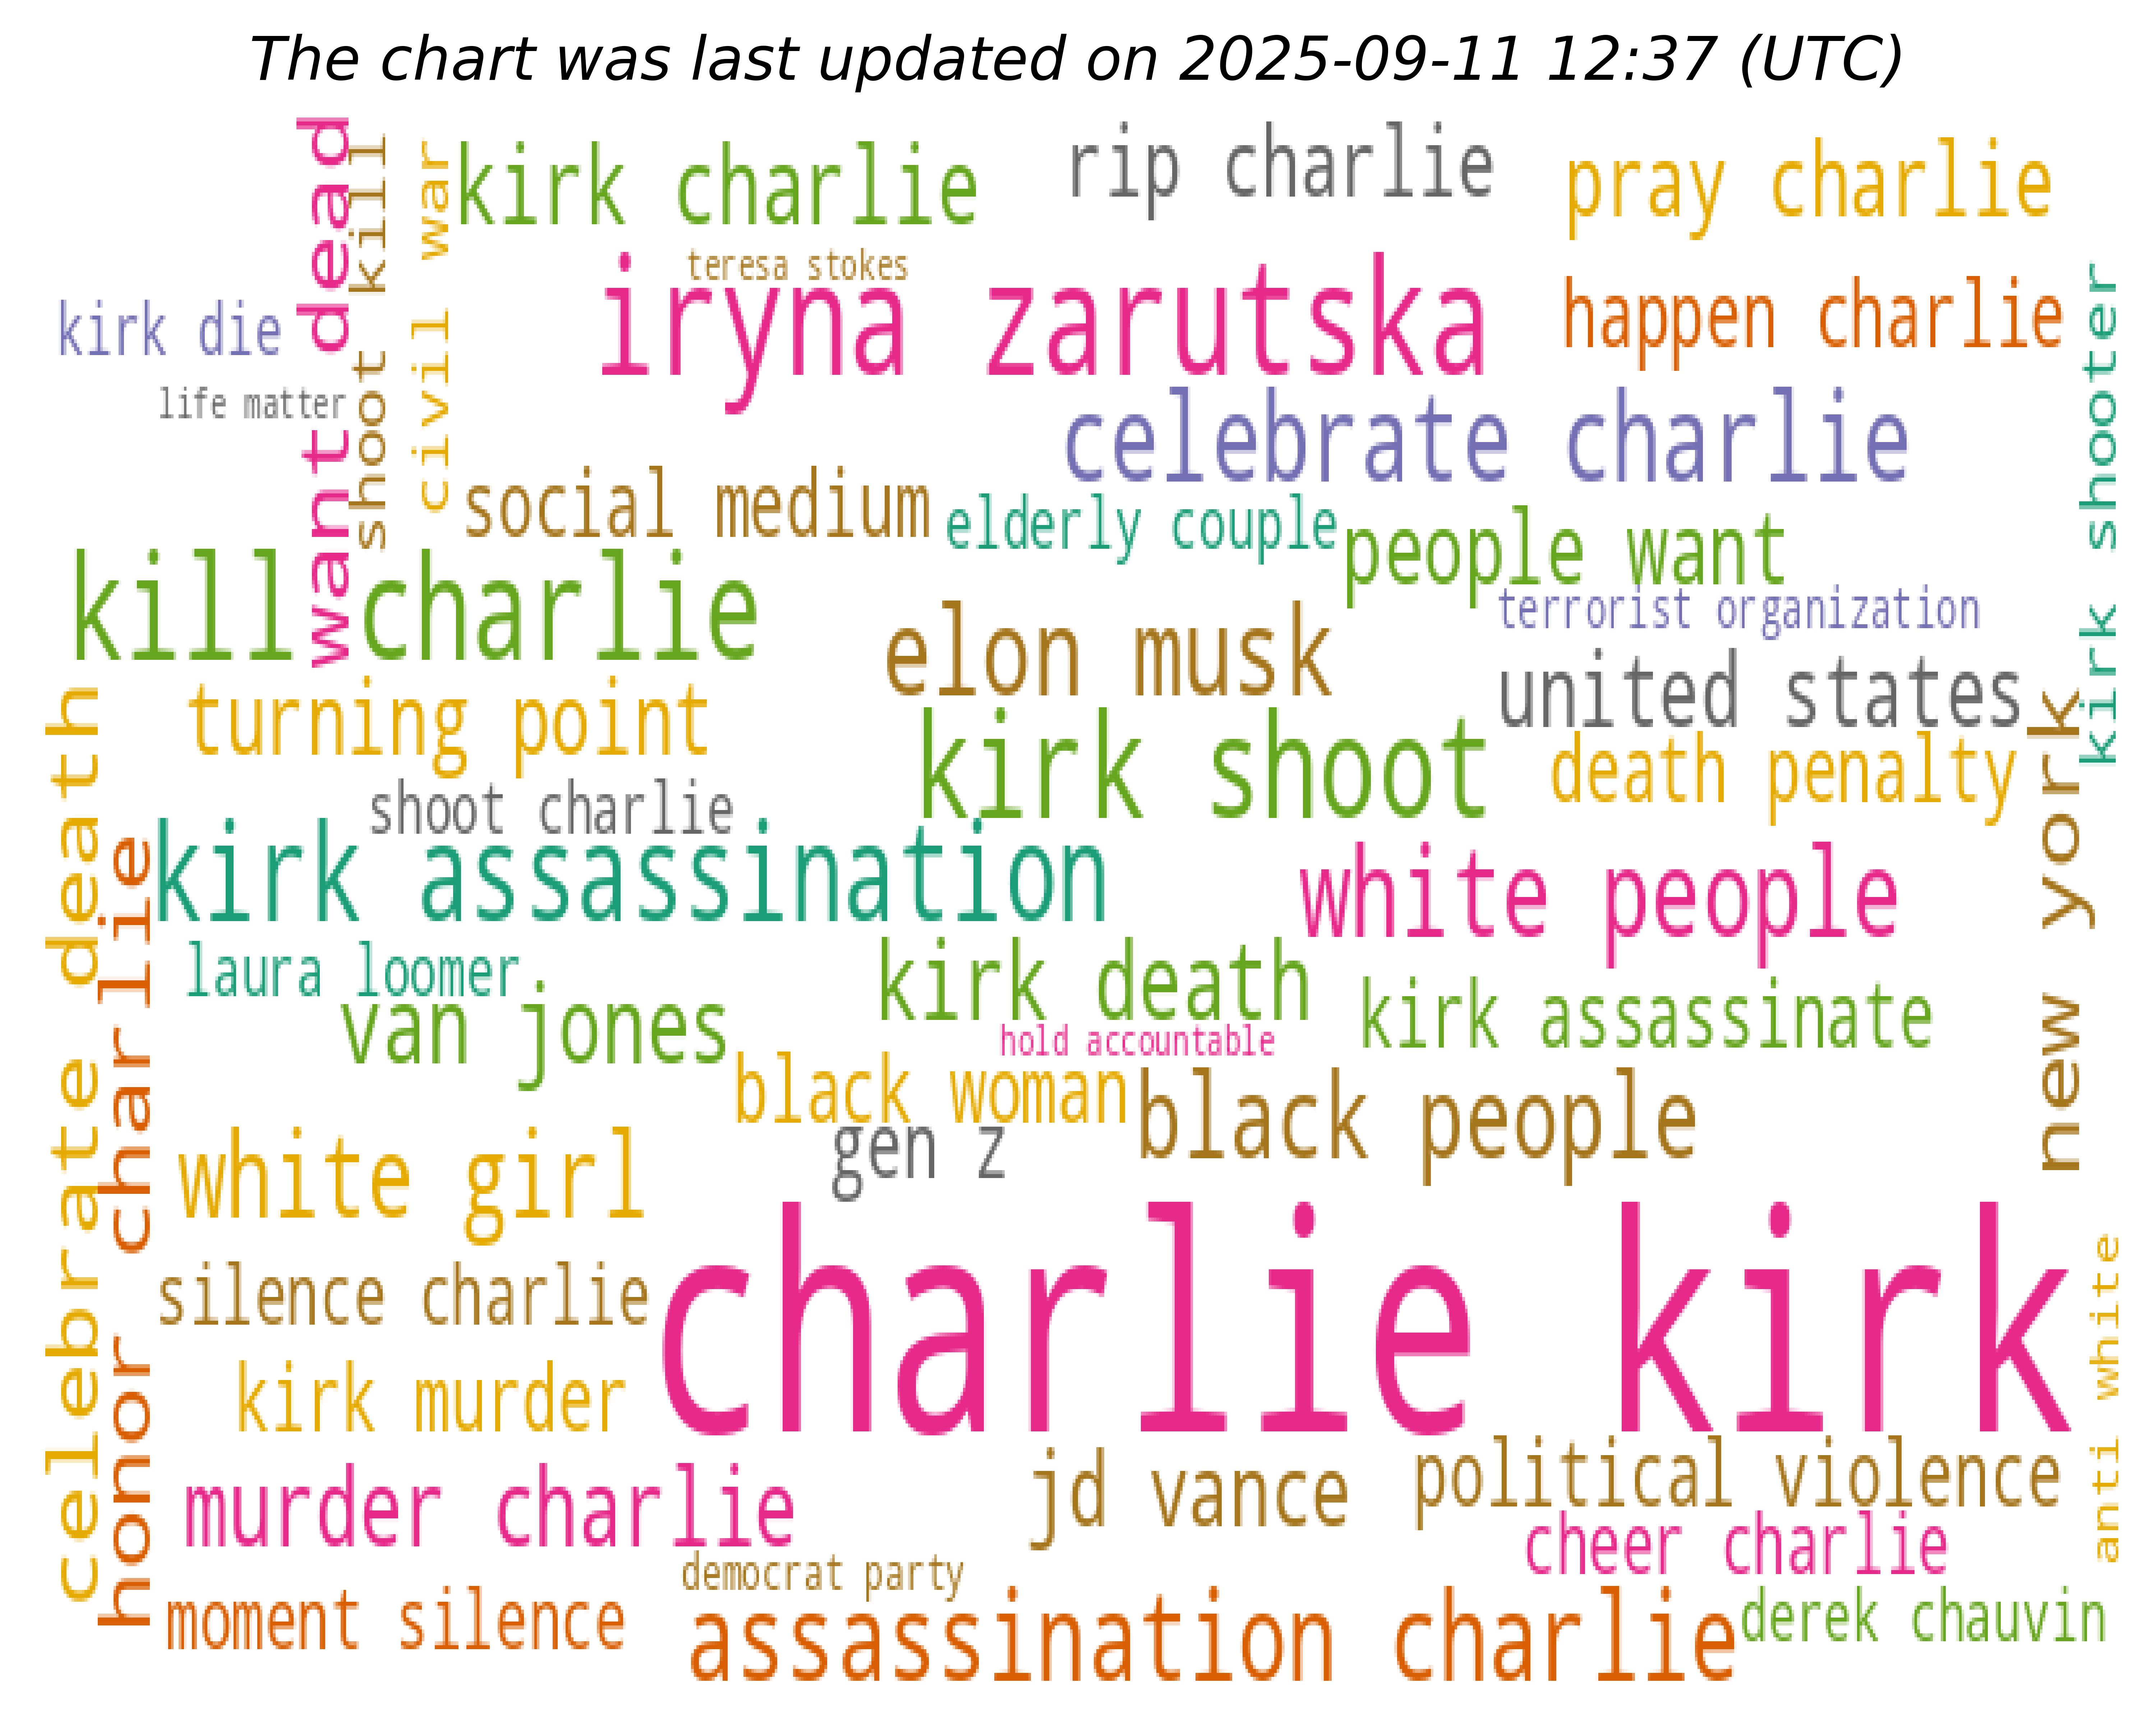 The chart was last updated on 2025-09-11 12:37 (UTC)
want dead
shoot kill
civil war
kirk charlie
rip charlie
pray charlie
teresa stokes
iryna zarutska
happen charlie
kirk shooter
kirk die
life matter
celebrate charlie
social medium
elderly couple
people want
kill charlie
terrorist organization
elon musk
united states
turning point
kirk shoot
death penalty
new york
celebrate death
honor charlie
shoot charlie
kirk assassination
white people
laura loomer
kirk death
van jones
kirk assassinate
hold accountable
black woman
black people
gen z
white girl
charlie kirk
silence charlie
anti white
kirk murder
murder charlie
jd vance
political violence
cheer charlie
democrat party
moment silence
assassination charlie
derek chauvin